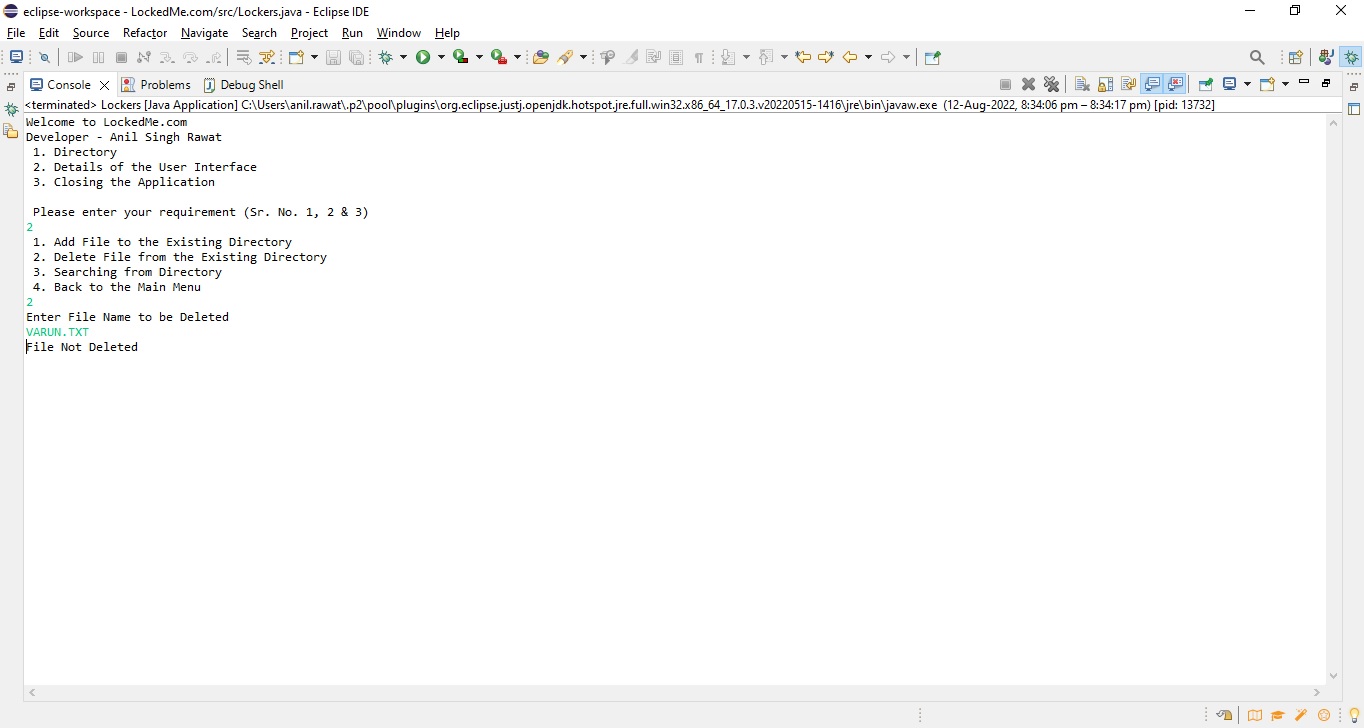 eclipse-workspace - LockedMe.com/src/Lockers.java - Eclipse IDE
File Edit Source Refactor Navigate Search Project Run Window Help
Console Problems Debug Shell
<terminated> Lockers [Java Application] C:\Users\anil.rawat\.p2\pool\plugins\org.eclipse.justj.openjdk.hotspot.jre.full.win32.x86_64_17.0.3.v20220515-1416\jre\bin\javaw.exe (12-Aug-2022, 8:34:06 pm – 8:34:17 pm) [pid: 13732]
Welcome to LockedMe.com
Developer - Anil Singh Rawat
1. Directory
2. Details of the User Interface
3. Closing the Application
Please enter your requirement (Sr. No. 1, 2 & 3)
2
1. Add File to the Existing Directory
2. Delete File from the Existing Directory
3. Searching from Directory
4. Back to the Main Menu
2
Enter File Name to be Deleted
VARUN.TXT
File Not Deleted